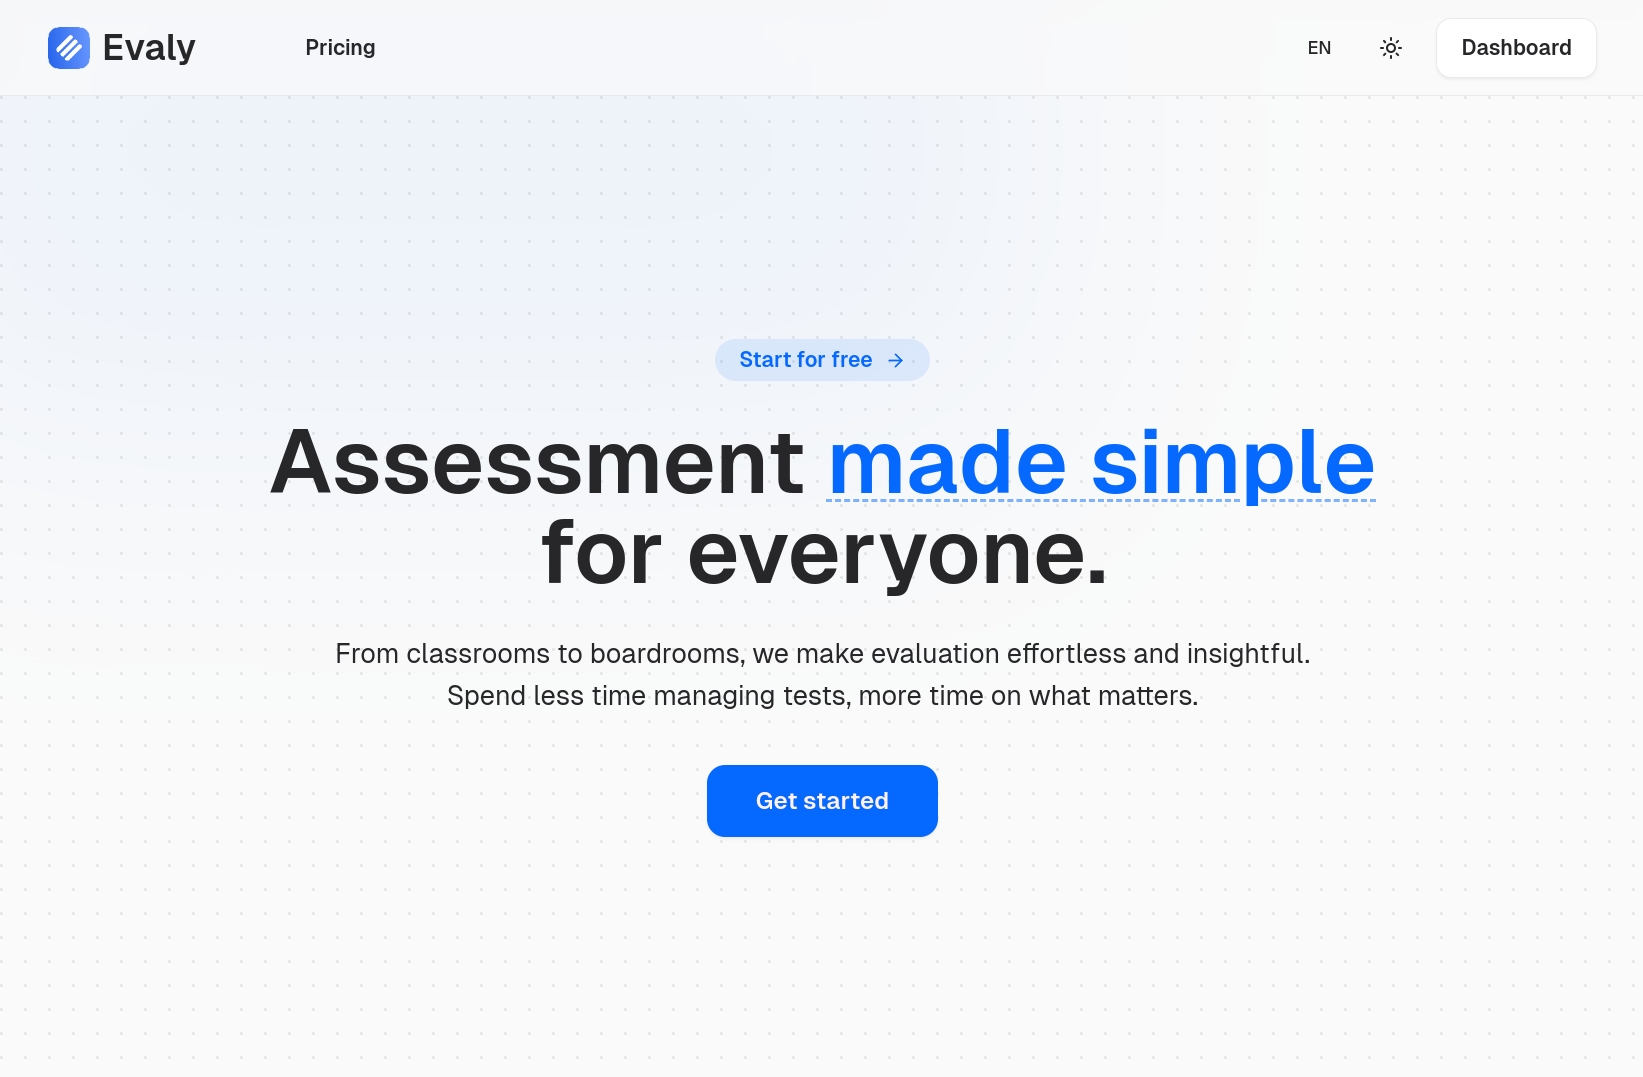 Evaly
Pricing
EN
Dashboard
Start for free
Assessment made simple
for everyone.
From classrooms to boardrooms, we make evaluation effortless and insightful.
Spend less time managing tests, more time on what matters.
Get started